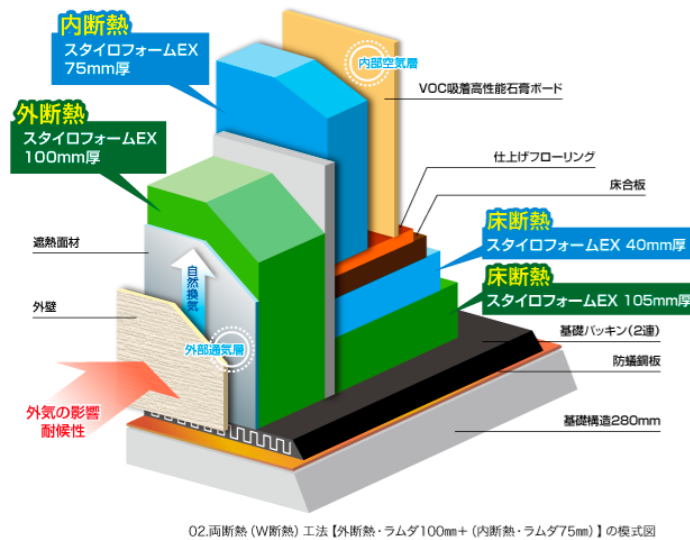 内断熱
スタイロフォームEX
75mm厚
内部空気層
VOC吸着高性能石膏ボード
外断熱
スタイロフォームEX
100mm厚
仕上げフローリング
床合板
床断熱
スタイロフォームEX 40mm厚
遮熱面材
自然換気
床断熱
スタイロフォームEX 105mm厚
外壁
外部通気層
基礎パッキン(2連)
防蟻鋼板
外気の影響
耐候性
基礎構造280mm
02.両断熱(W断熱)工法【外断熱・ラムダ100mm+(内断熱・ラムダ75mm)】の模式図